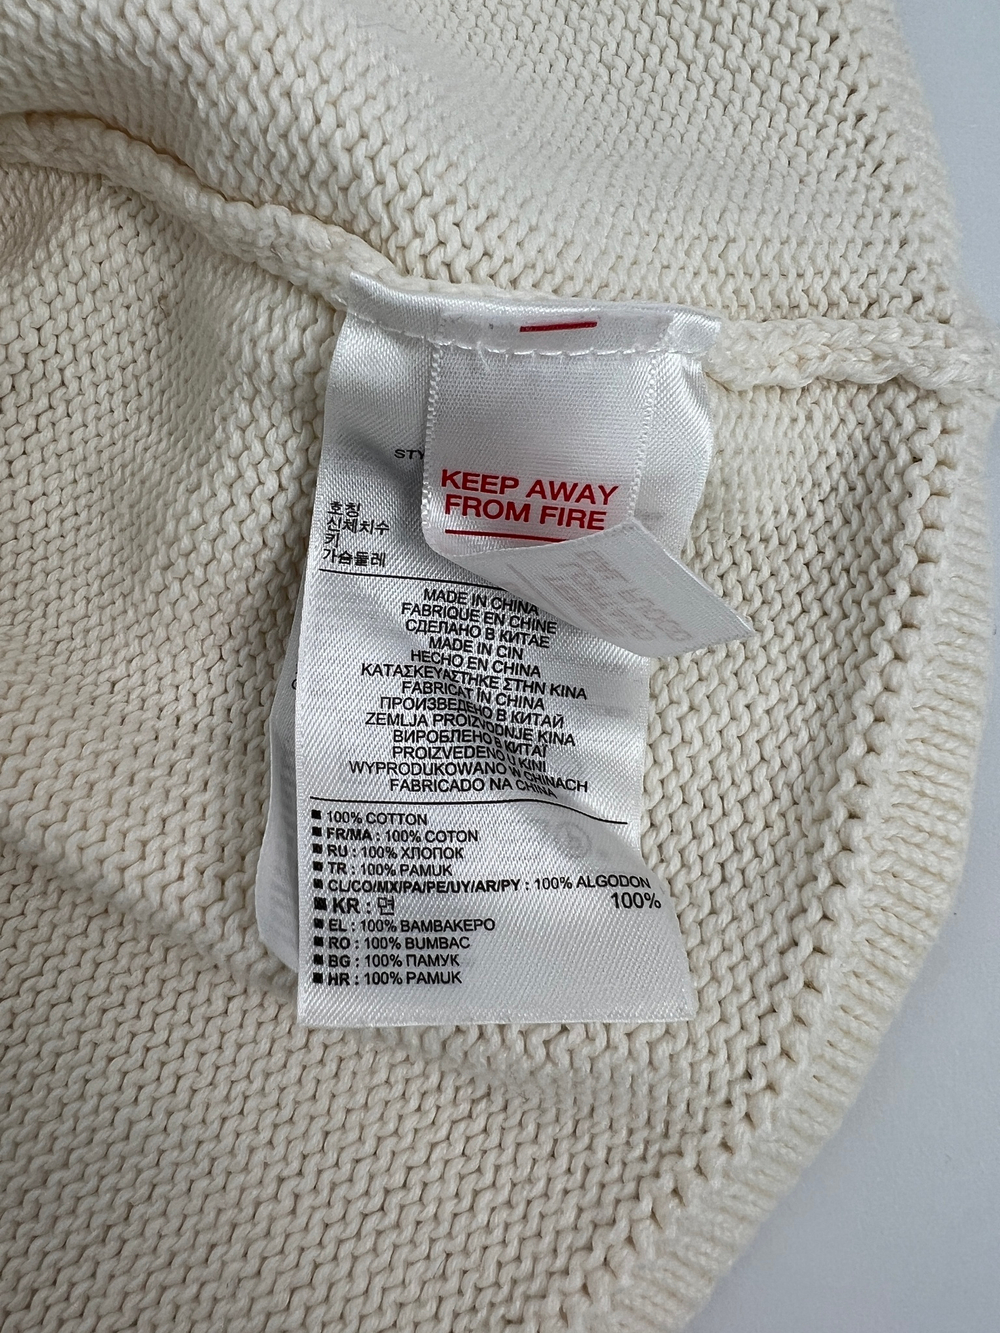 STY
KEEP AWAY
FROM FIRE
호칭
신체치수
키
가슴둘레
MADE IN CHINA
FABRIQUE EN CHINE
СДЕЛАНО В КИТАЕ
MADE IN CIN
HECHO EN CHINA
ΚΑΤΑΣΚΕΥΑΣΤΗΚΕ ΣΤΗΝ ΚΙΝΑ
FABRICAT IN CHINA
ПРОИЗВЕДЕНО В КИТАЙ
ZEMLJA PROIZVODNJE KINA
ВИРОБЛЕНО В КИТАЇ
PROIZVEDENO U KINI
WYPRODUKOWANO W CHINACH
FABRICADO NA CHINA
■ 100% COTTON
■ FR/MA : 100% COTON
■ RU : 100% ХЛОПОК
■ TR : 100% PAMUK
■ CL/CO/MX/PA/PE/UY/AR/PY : 100% ALGODON
■ KR : 면 100%
■ EL : 100% ΒΑΜΒΑΚΕΡΟ
■ RO : 100% BUMBAC
■ BG : 100% ПАМУК
■ HR : 100% PAMUK